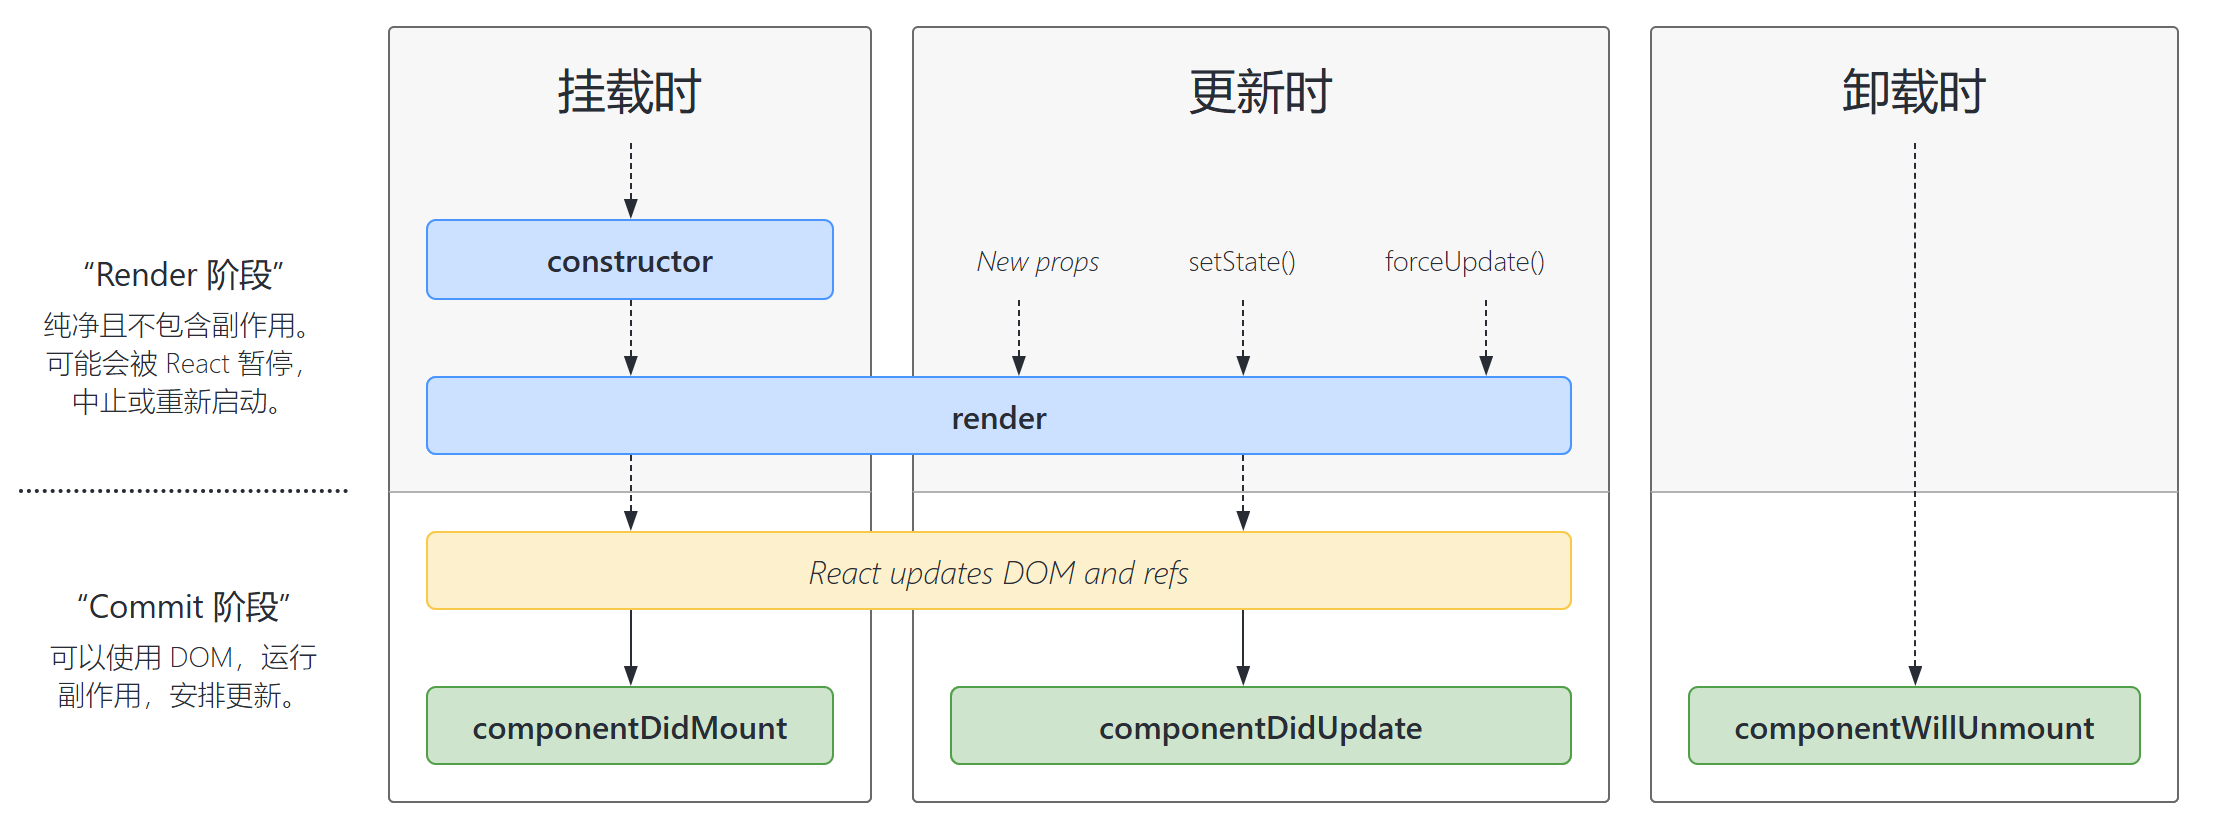 挂载时
更新时
卸载时
constructor
New props
setState()
forceUpdate()
“Render 阶段”
纯净且不包含副作用。
可能会被 React 暂停，
中止或重新启动。
render
React updates DOM and refs
“Commit 阶段”
可以使用 DOM，运行
副作用，安排更新。
componentDidMount
componentDidUpdate
componentWillUnmount